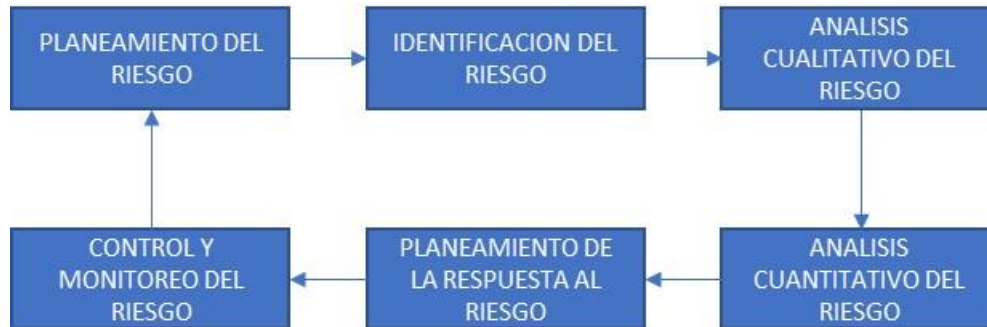 PLANEAMIENTO DEL
RIESGO
IDENTIFICACION DEL
RIESGO
ANALISIS
CUALITATIVO DEL
RIESGO
ANALISIS
CUANTITATIVO DEL
RIESGO
PLANEAMIENTO DE
LA RESPUESTA AL
RIESGO
CONTROL Y
MONITOREO DEL
RIESGO